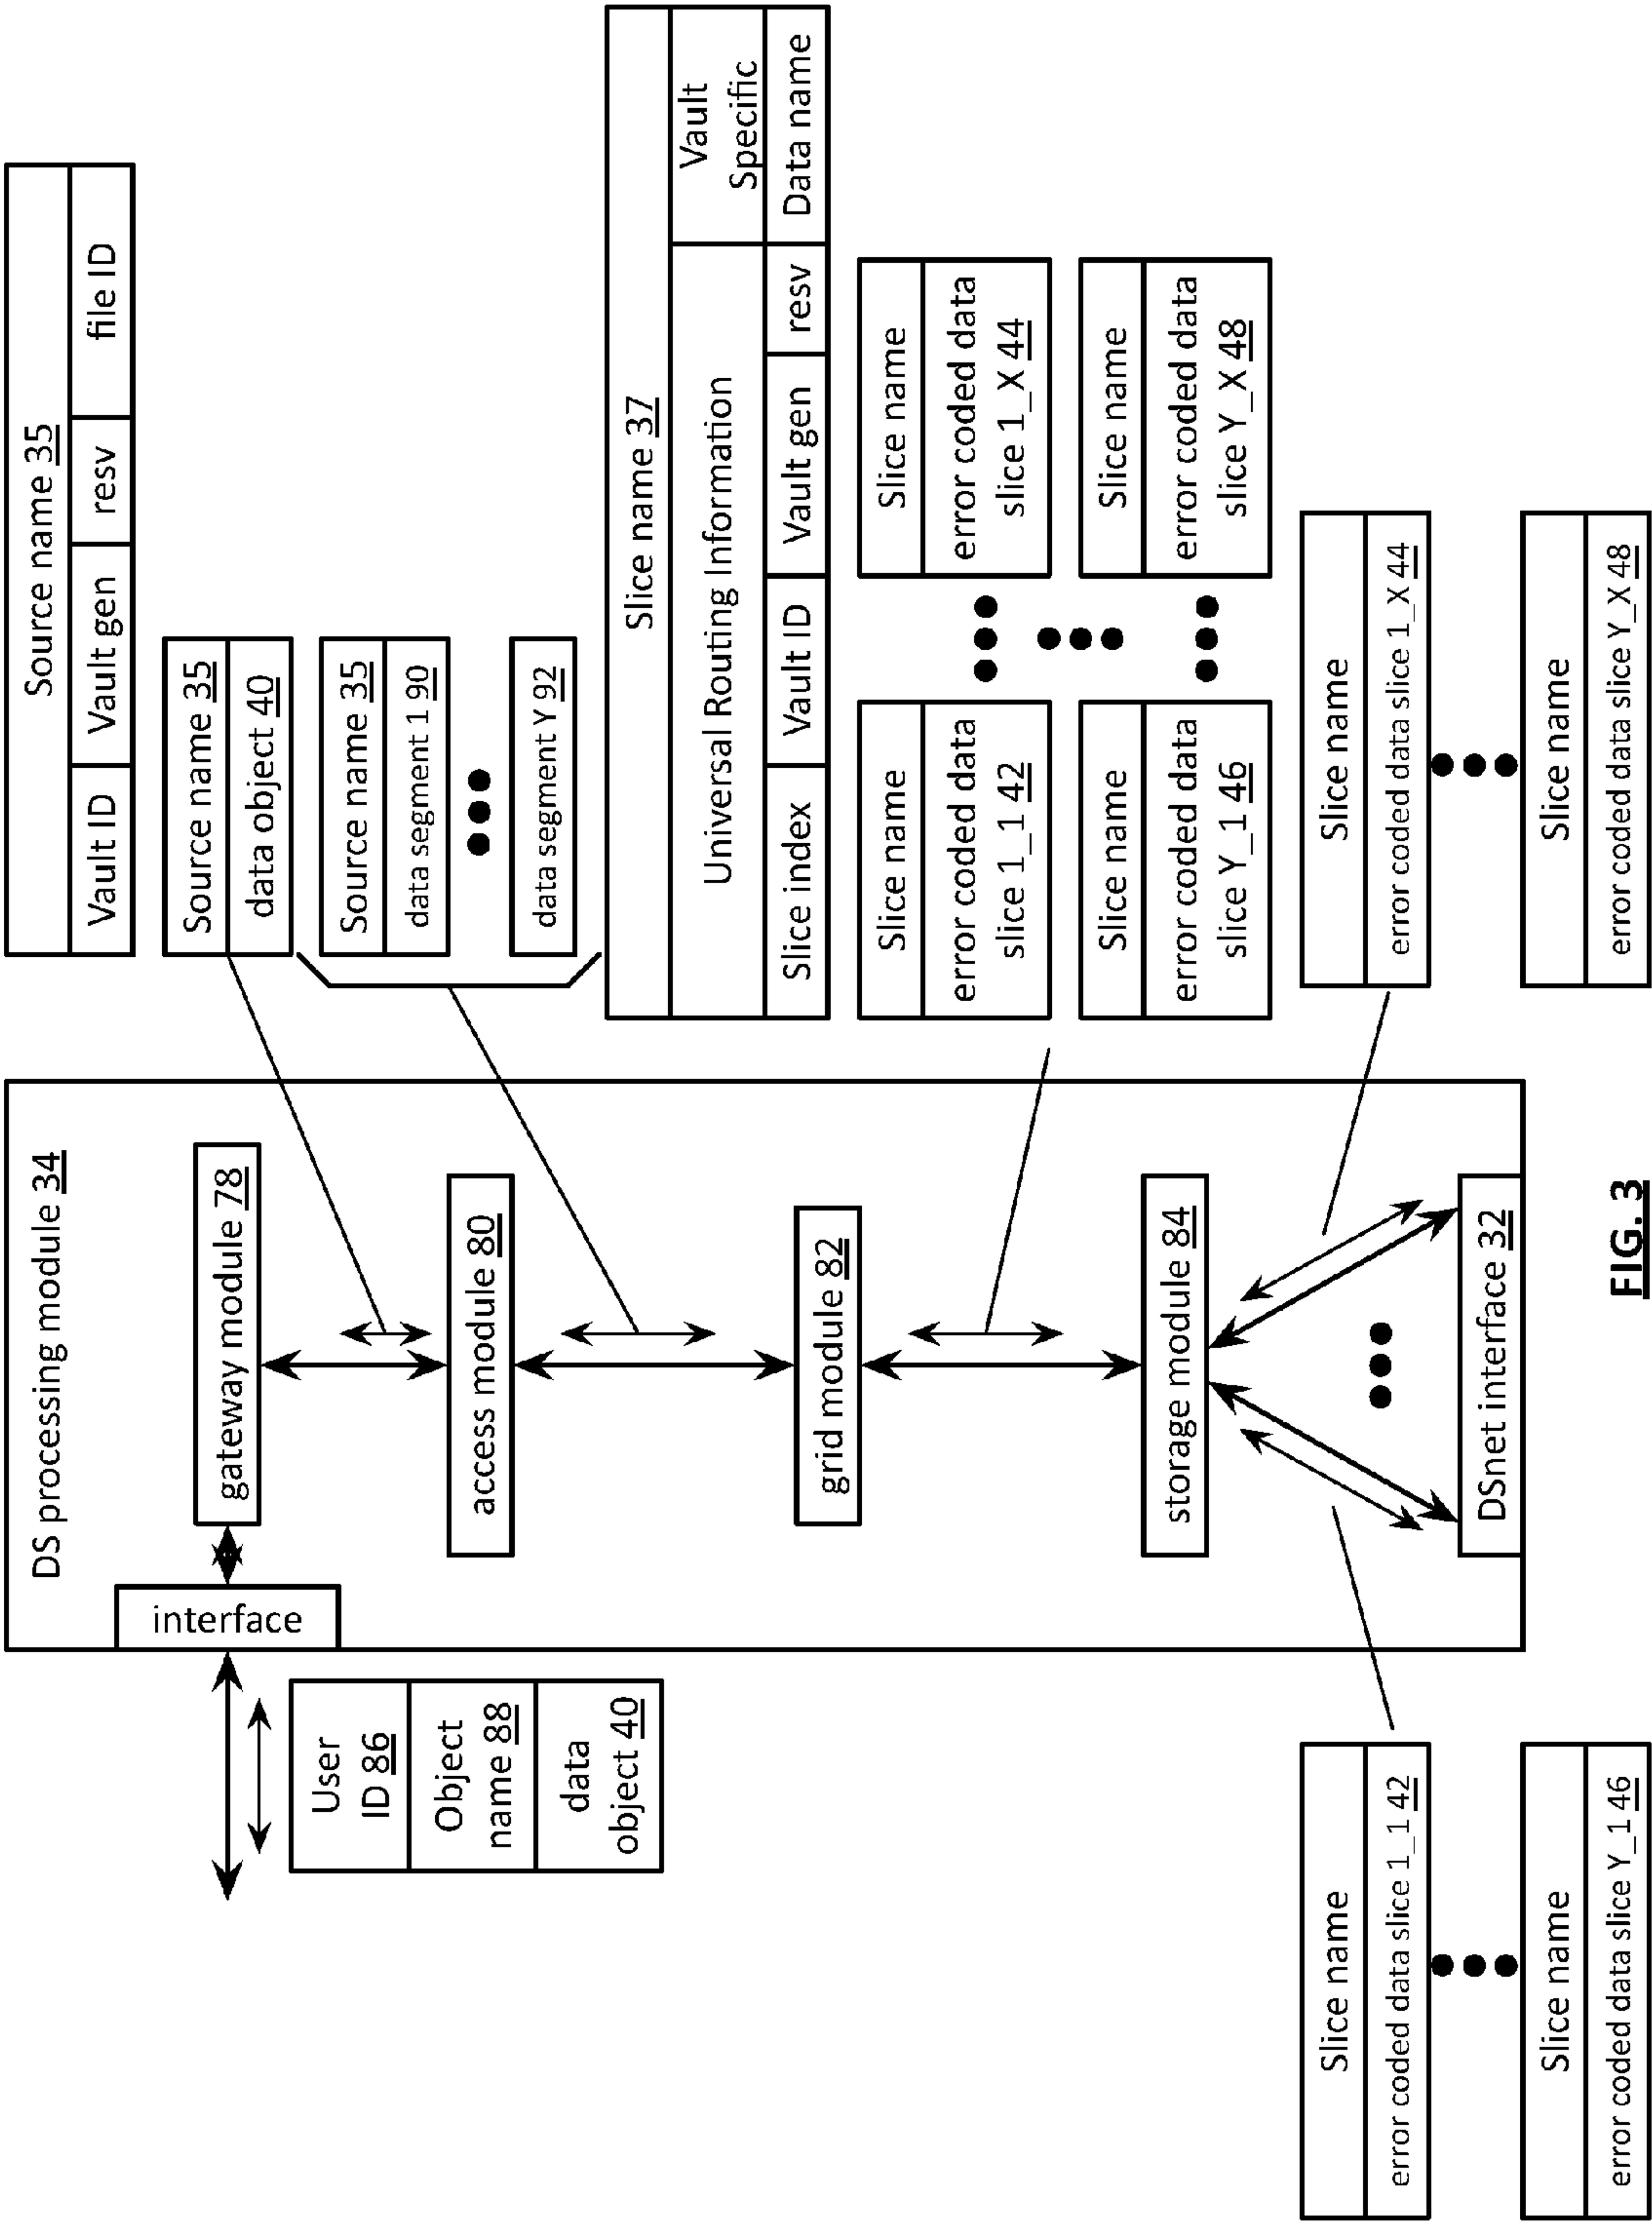 DS processing module 34
interface
gateway module 78
access module 80
grid module 82
storage module 84
DSnet interface 32
User
ID 86
Object
name 88
data
object 40
Source name 35
Vault ID
Vault gen
resv
file ID
Source name 35
data object 40
Source name 35
data segment 1 90
data segment Y 92
Slice name 37
Universal Routing Information
Vault
Specific
Slice index
Vault ID
Vault gen
resv
Data name
Slice name
error coded data
slice 1_1 42
Slice name
error coded data
slice 1_X 44
Slice name
error coded data
slice Y_1 46
Slice name
error coded data
slice Y_X 48
Slice name
error coded data slice 1_1 42
Slice name
error coded data slice Y_1 46
Slice name
error coded data slice 1_X 44
Slice name
error coded data slice Y_X 48
FIG. 3